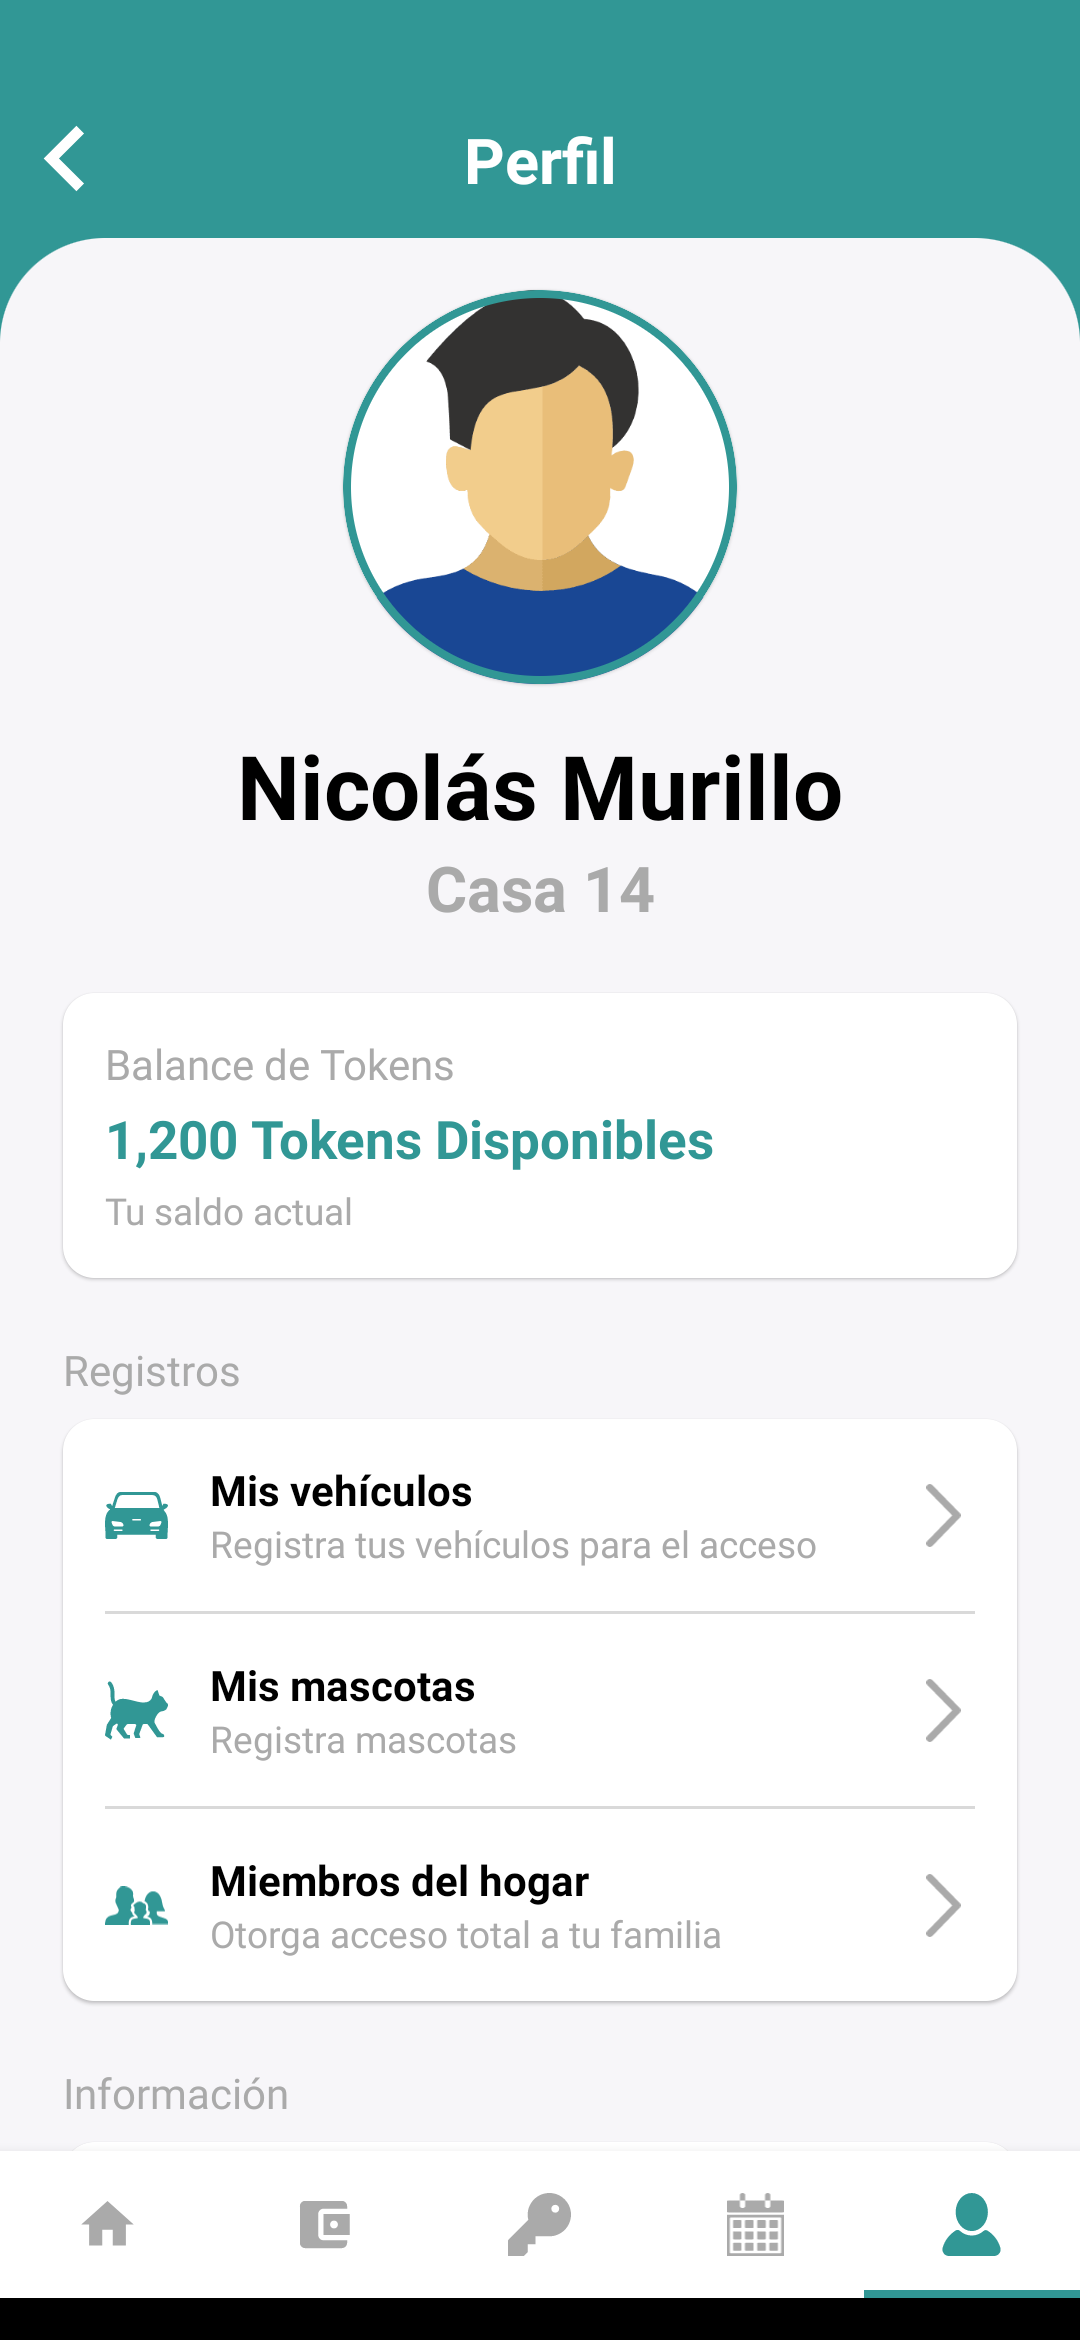 Perfil
Nicolás Murillo
Casa 14
Balance de Tokens
1,200 Tokens Disponibles
Tu saldo actual
Registros
Mis vehículos
Registra tus vehículos para el acceso
Mis mascotas
Registra mascotas
Miembros del hogar
Otorga acceso total a tu familia
Información